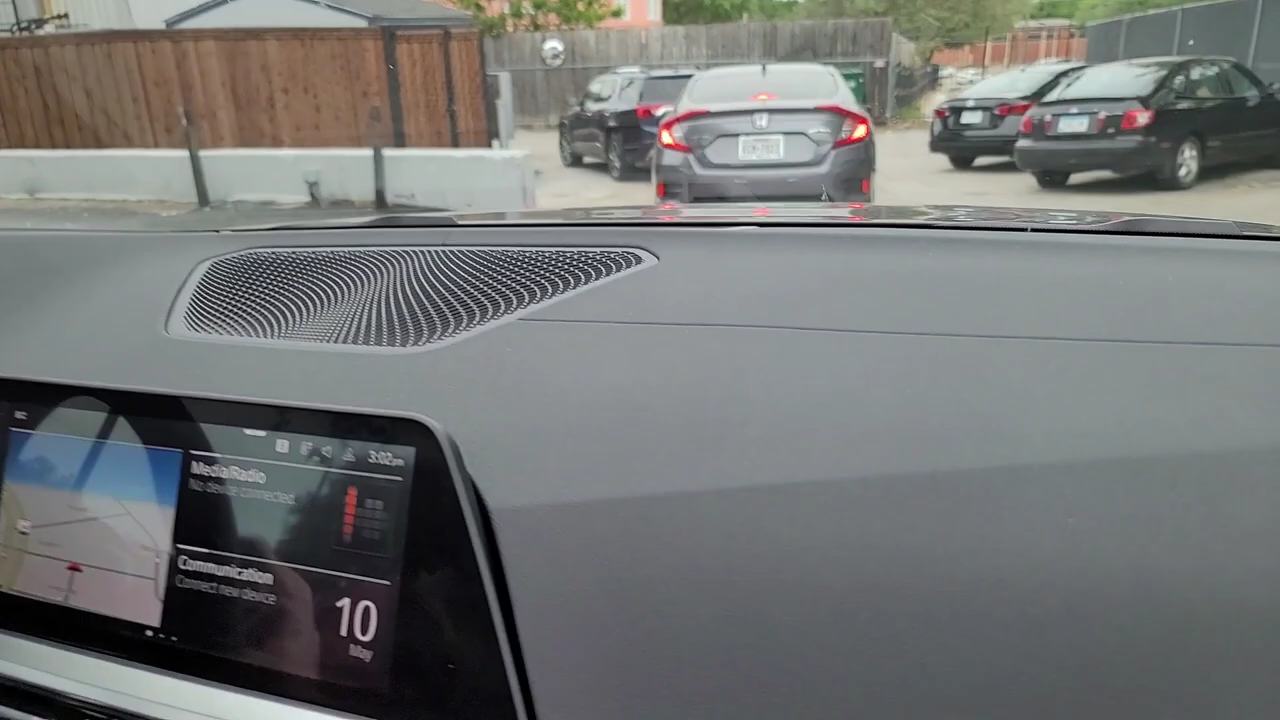 3:02pm
Media/Radio
No device connected.
Communication
Connect new device
10
May